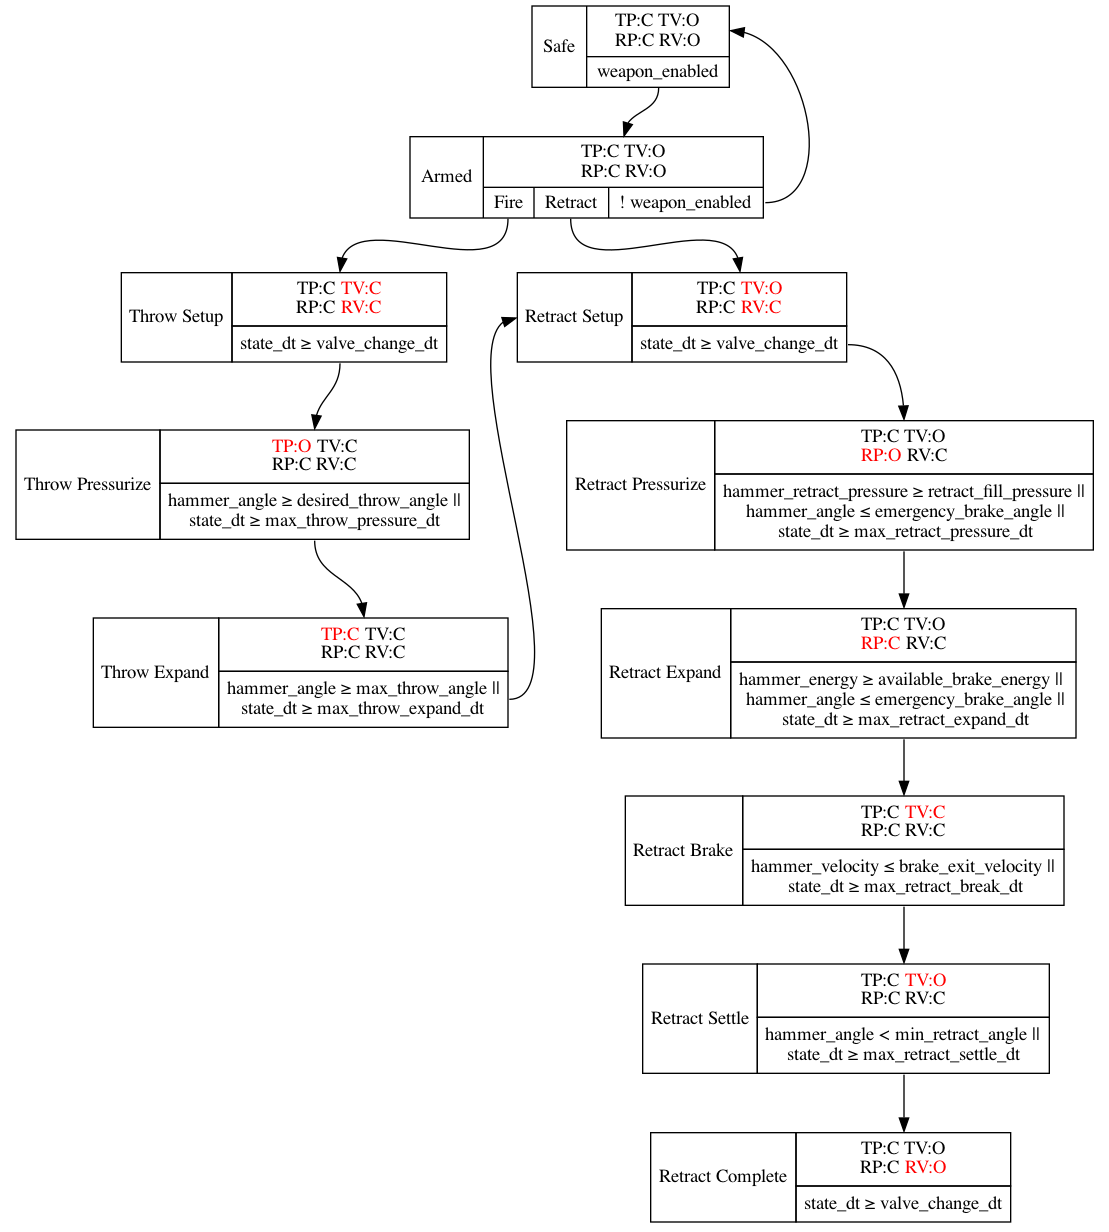 Safe
TP:C TV:O
RP:C RV:O
weapon_enabled
Armed
TP:C TV:O
RP:C RV:O
Fire
Retract
! weapon_enabled
Throw Setup
TP:C TV:C
RP:C RV:C
state_dt ≥ valve_change_dt
Retract Setup
TP:C TV:O
RP:C RV:C
state_dt ≥ valve_change_dt
Throw Pressurize
TP:O TV:C
RP:C RV:C
hammer_angle ≥ desired_throw_angle ||
state_dt ≥ max_throw_pressure_dt
Retract Pressurize
TP:C TV:O
RP:O RV:C
hammer_retract_pressure ≥ retract_fill_pressure ||
hammer_angle ≤ emergency_brake_angle ||
state_dt ≥ max_retract_pressure_dt
Throw Expand
TP:C TV:C
RP:C RV:C
hammer_angle ≥ max_throw_angle ||
state_dt ≥ max_throw_expand_dt
Retract Expand
TP:C TV:O
RP:C RV:C
hammer_energy ≥ available_brake_energy ||
hammer_angle ≤ emergency_brake_angle ||
state_dt ≥ max_retract_expand_dt
Retract Brake
TP:C TV:C
RP:C RV:C
hammer_velocity ≤ brake_exit_velocity ||
state_dt ≥ max_retract_break_dt
Retract Settle
TP:C TV:O
RP:C RV:C
hammer_angle < min_retract_angle ||
state_dt ≥ max_retract_settle_dt
Retract Complete
TP:C TV:O
RP:C RV:O
state_dt ≥ valve_change_dt